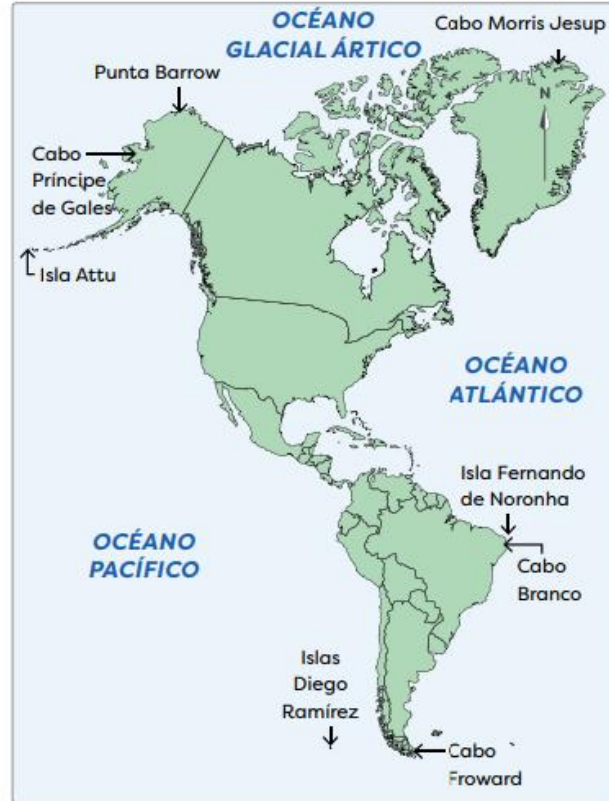 OCÉANO
GLACIAL ÁRTICO
Cabo Morris Jesup
Punta Barrow
N
Cabo
Príncipe
de Gales
Isla Attu
OCÉANO
ATLÁNTICO
Isla Fernando
de Noronha
OCÉANO
PACÍFICO
Cabo
Branco
Islas
Diego
Ramírez
Cabo
Froward